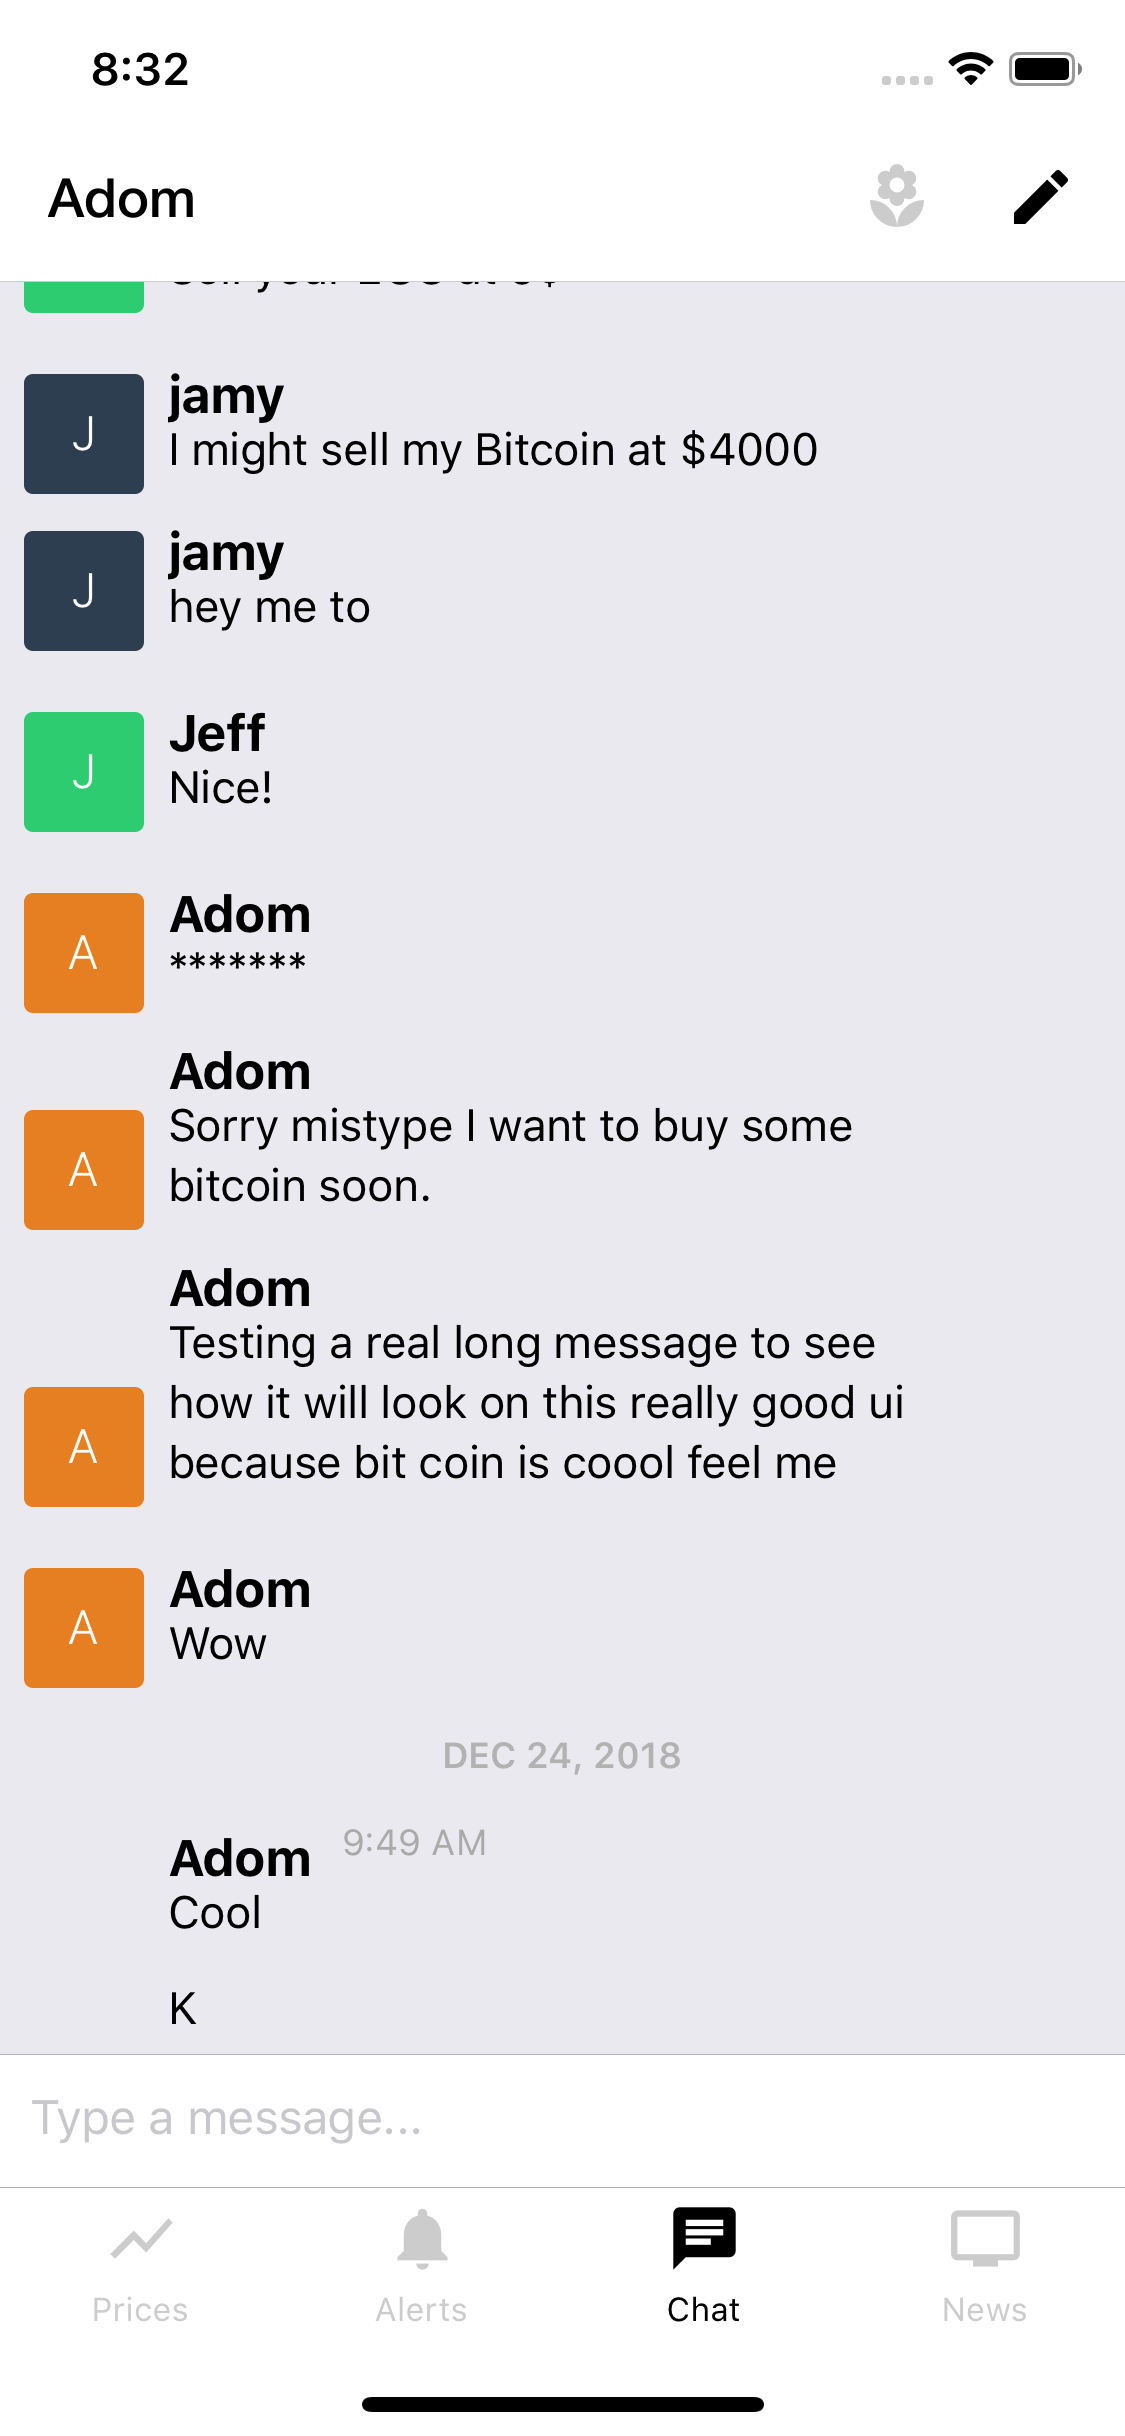 8:32
Adom
J
jamy
I might sell my Bitcoin at $4000
J
jamy
hey me to
J
Jeff
Nice!
A
Adom
*******
A
Adom
Sorry mistype I want to buy some
bitcoin soon.
A
Adom
Testing a real long message to see
how it will look on this really good ui
because bit coin is coool feel me
A
Adom
Wow
DEC 24, 2018
Adom 9:49 AM
Cool
K
Type a message...
Prices Alerts Chat News